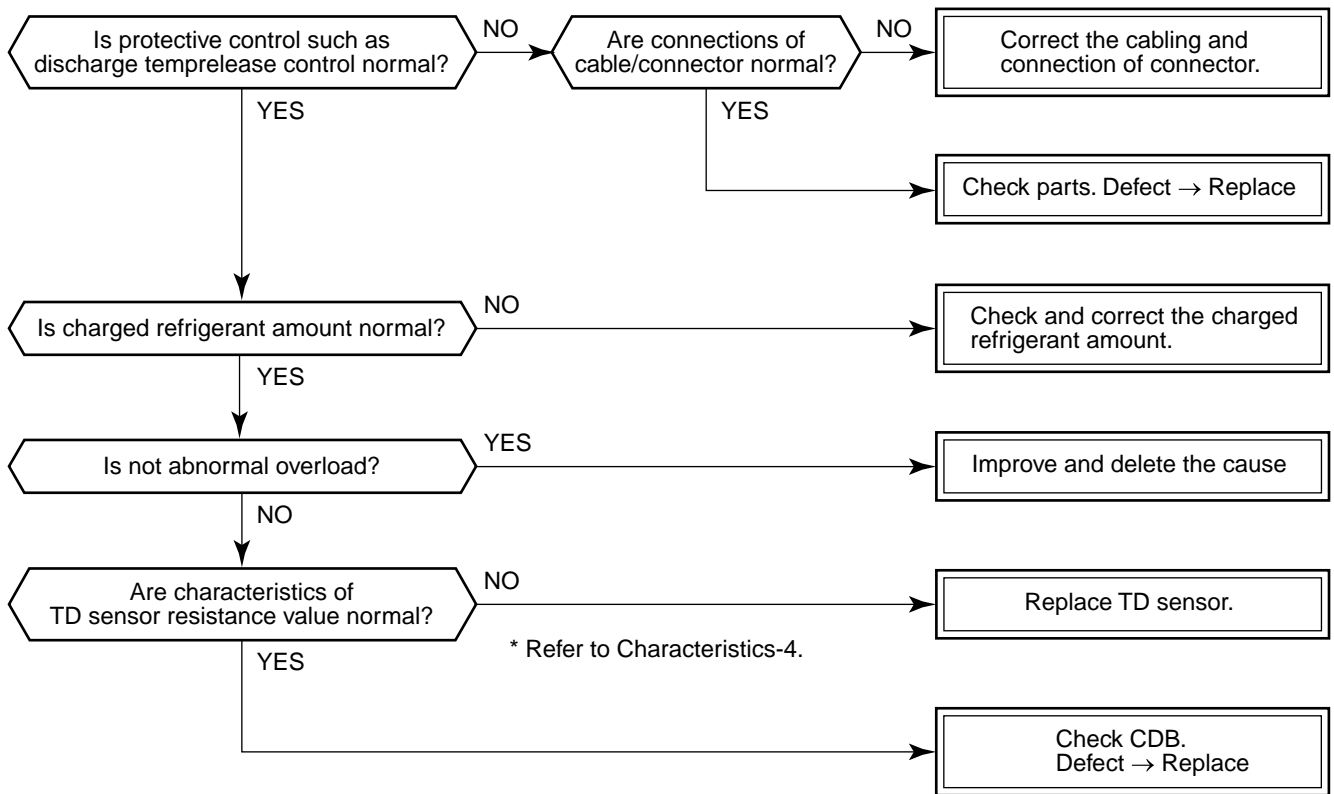 Is protective control such as
discharge temprelease control normal?
NO
Are connections of
cable/connector normal?
NO
Correct the cabling and
connection of connector.
YES
YES
Check parts. Defect → Replace
Is charged refrigerant amount normal?
NO
Check and correct the charged
refrigerant amount.
YES
Is not abnormal overload?
YES
Improve and delete the cause
NO
Are characteristics of
TD sensor resistance value normal?
NO
Replace TD sensor.
* Refer to Characteristics-4.
YES
Check CDB.
Defect → Replace